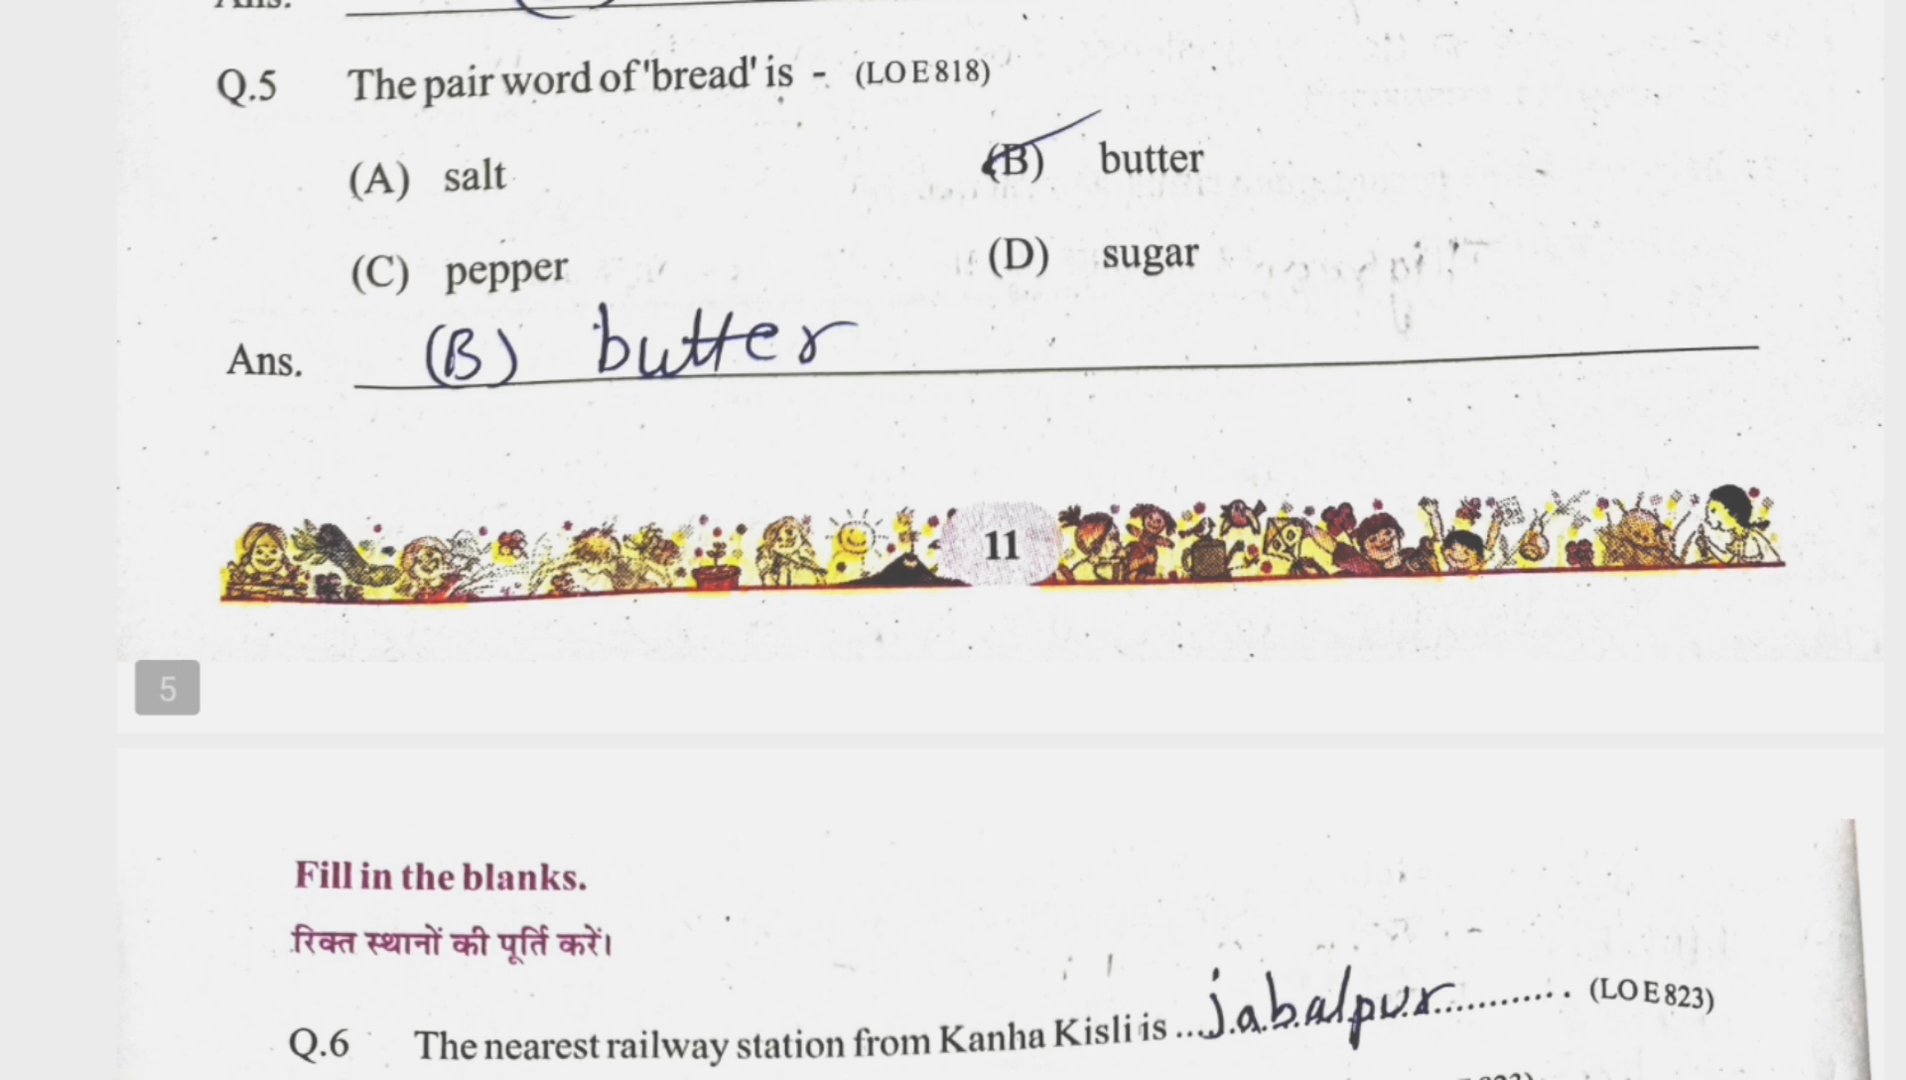 Ans.
Q.5 The pair word of 'bread' is - (LO E 818)
(A) salt (B) butter
(C) pepper (D) sugar
Ans. (B) butter
11
5
Fill in the blanks.
रिक्त स्थानों की पूर्ति करें।
Q.6 The nearest railway station from Kanha Kisli is ...jabalpur........... (LO E 823)